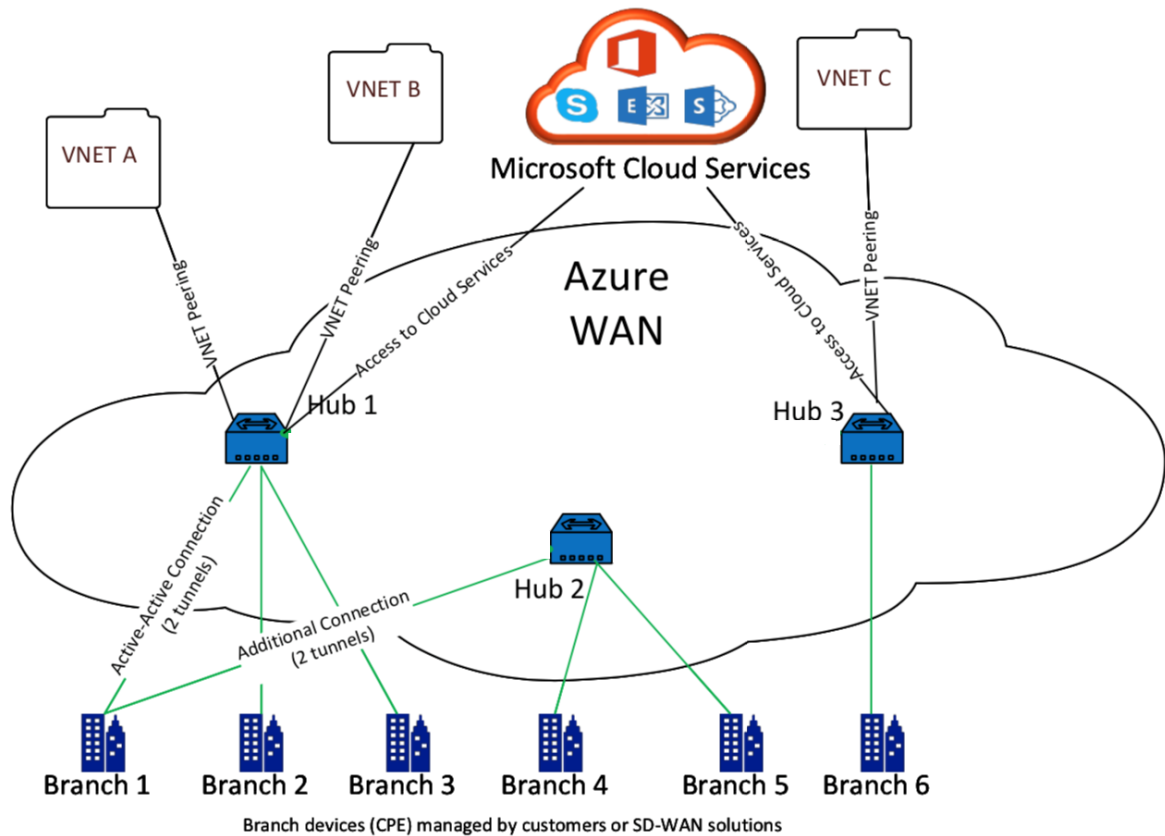 VNET B
VNET C
VNET A
S
E
S
Microsoft Cloud Services
VNET Peering
VNET Peering
Access to Cloud Services
Access to Cloud Services
VNET Peering
Azure
WAN
Hub 1
Hub 3
Hub 2
Active-Active Connection
(2 tunnels)
Additional Connection
(2 tunnels)
Branch 1
Branch 2
Branch 3
Branch 4
Branch 5
Branch 6
Branch devices (CPE) managed by customers or SD-WAN solutions